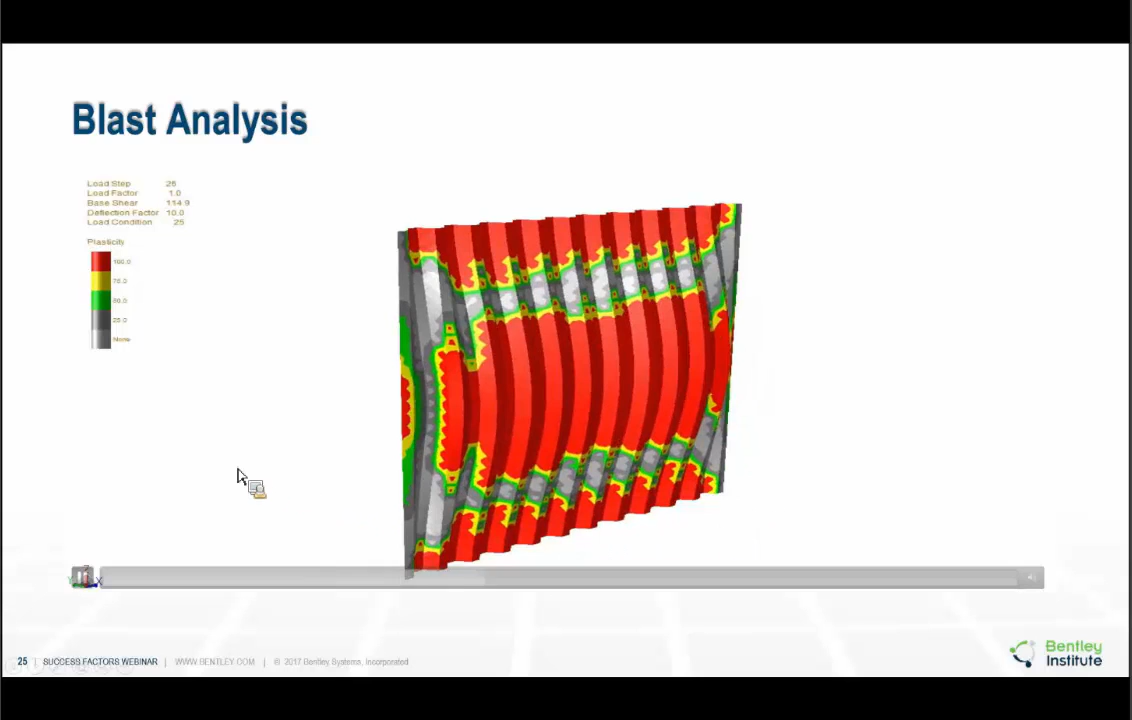 Blast Analysis
Load Step 25
Load Factor 1.0
Base Shear 114.9
Deflection Factor 10.0
Load Condition 25
Plasticity
100.0
75.0
50.0
25.0
None
X
25 | SUCCESS FACTORS WEBINAR | WWW.BENTLEY.COM | © 2017 Bentley Systems, Incorporated
Bentley
Institute